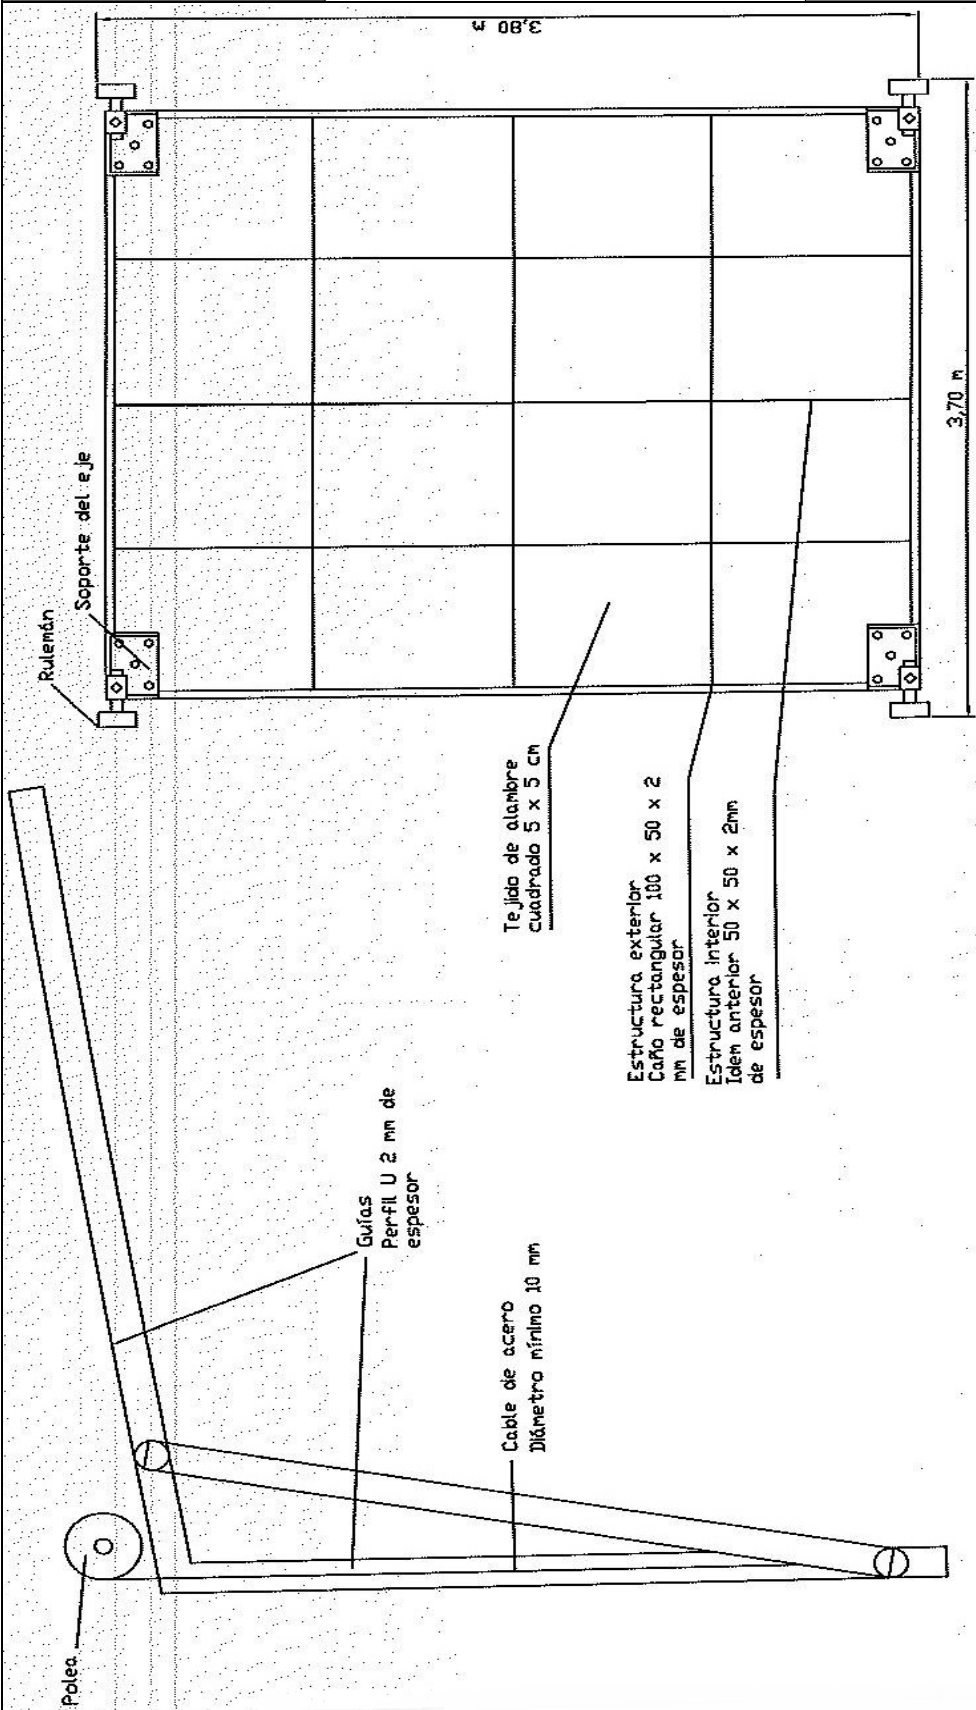 3,80 m
Rulemán
Soporte del eje
3,70 m
Tejido de alambre
cuadrado 5 x 5 cm
Estructura exterior
Caño rectangular 100 x 50 x 2
mm de espesor
Estructura interior
Idem anterior 50 x 50 x 2mm
de espesor
Guías
Perfil U 2 mm de
espesor
Cable de acero
Diámetro mínimo 10 mm
Polea